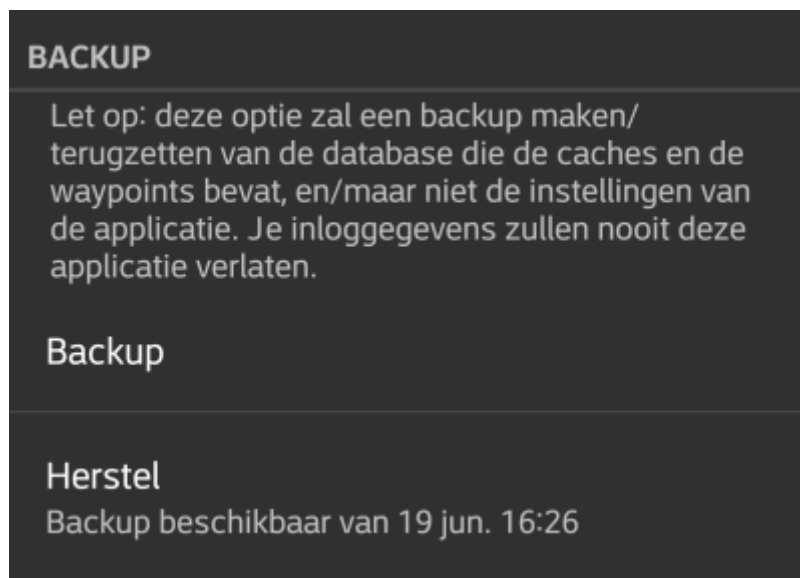 BACKUP
Let op: deze optie zal een backup maken/
terugzetten van de database die de caches en de
waypoints bevat, en/maar niet de instellingen van
de applicatie. Je inloggegevens zullen nooit deze
applicatie verlaten.
Backup
Herstel
Backup beschikbaar van 19 jun. 16:26